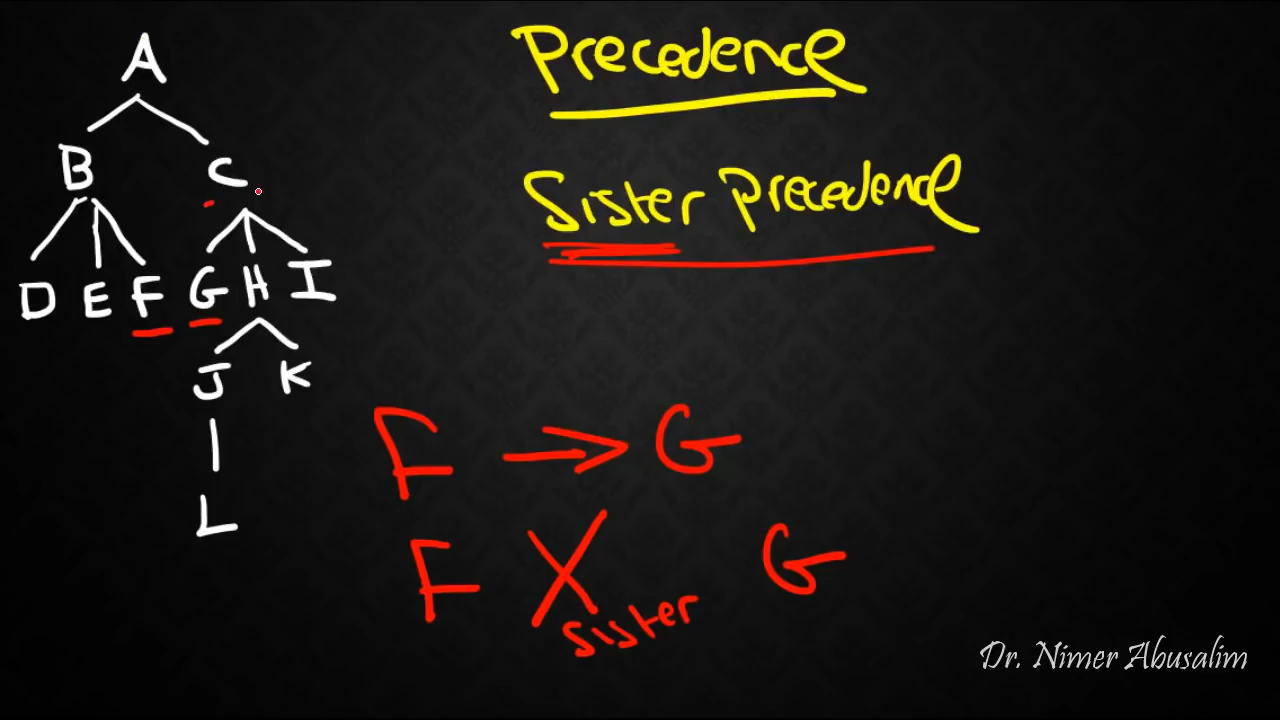 A
Precedence
B C
Sister Precedence
D E F G H I
J K
L
F → G
F X G
sister
Dr. Nimer Abusalim